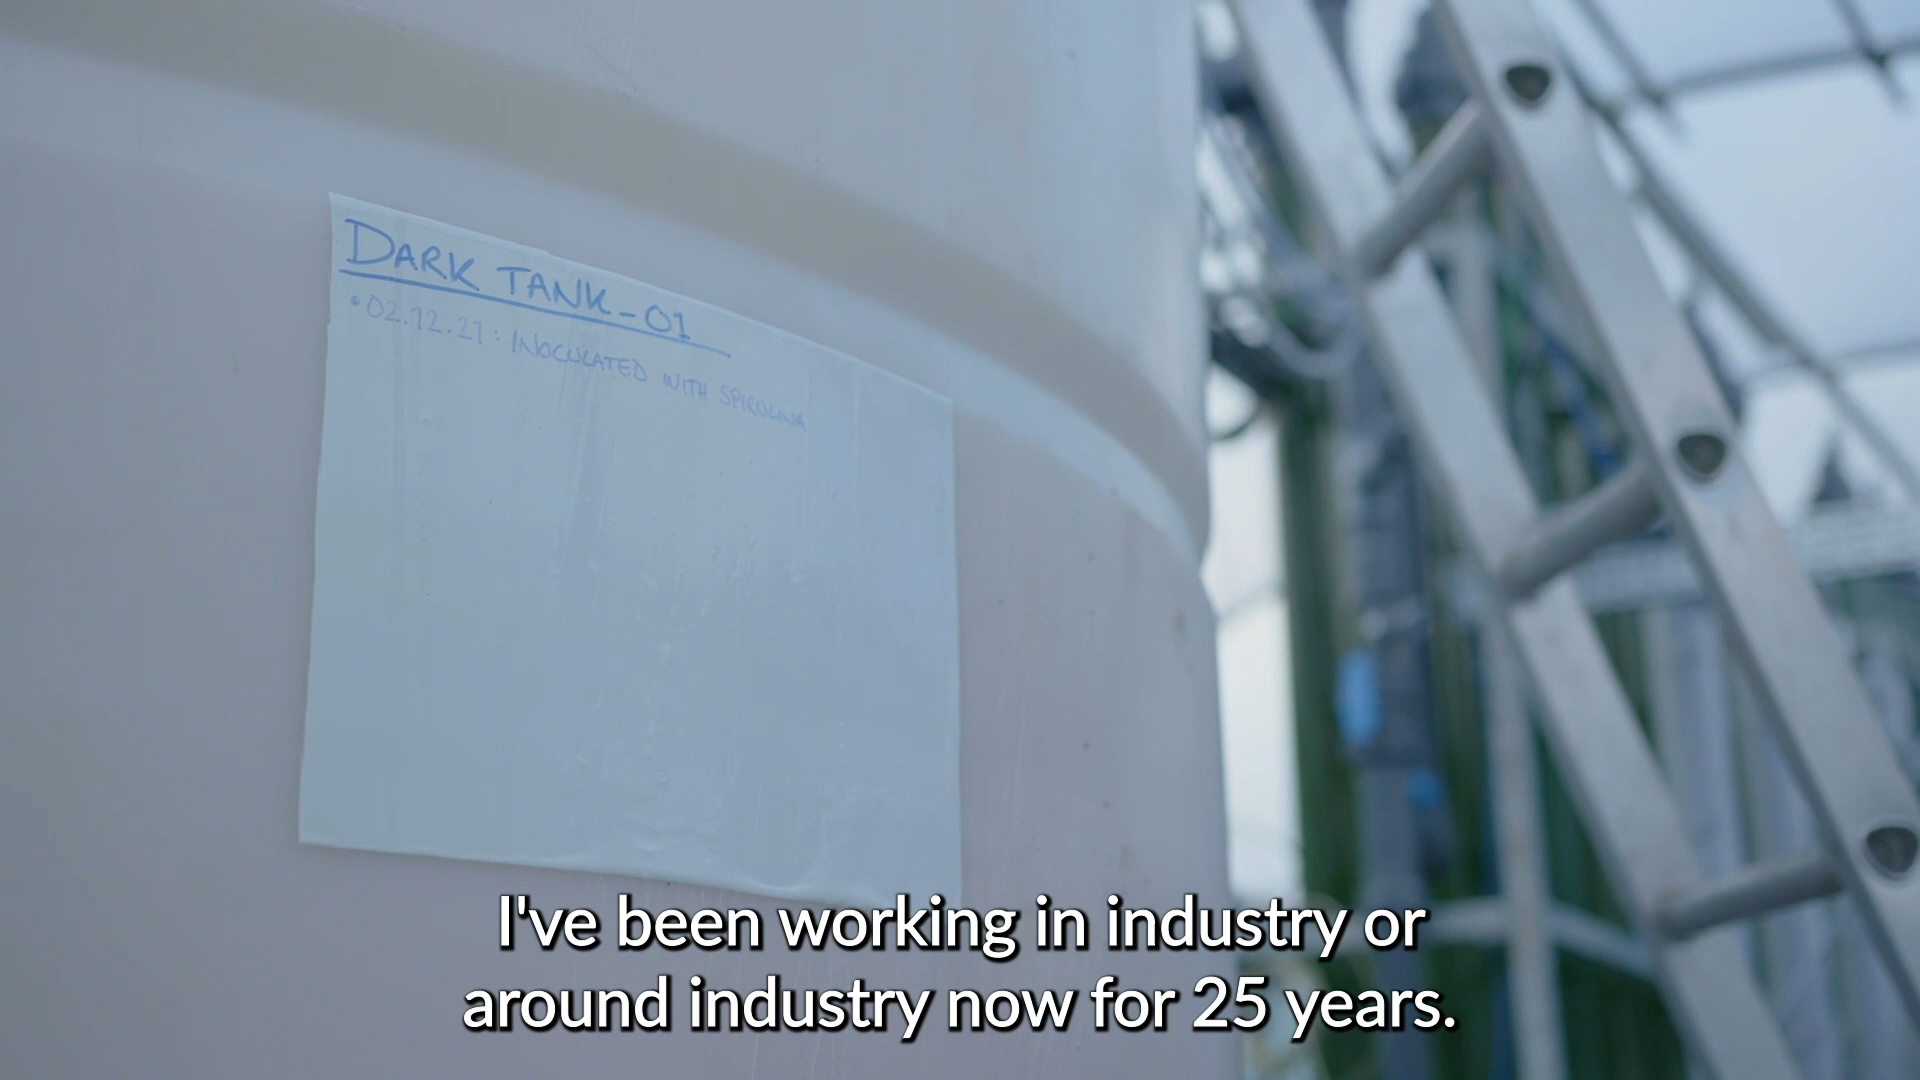 DARK TANK-01
• 02.12.21: INOCULATED WITH SPIRULINA
I've been working in industry or
around industry now for 25 years.